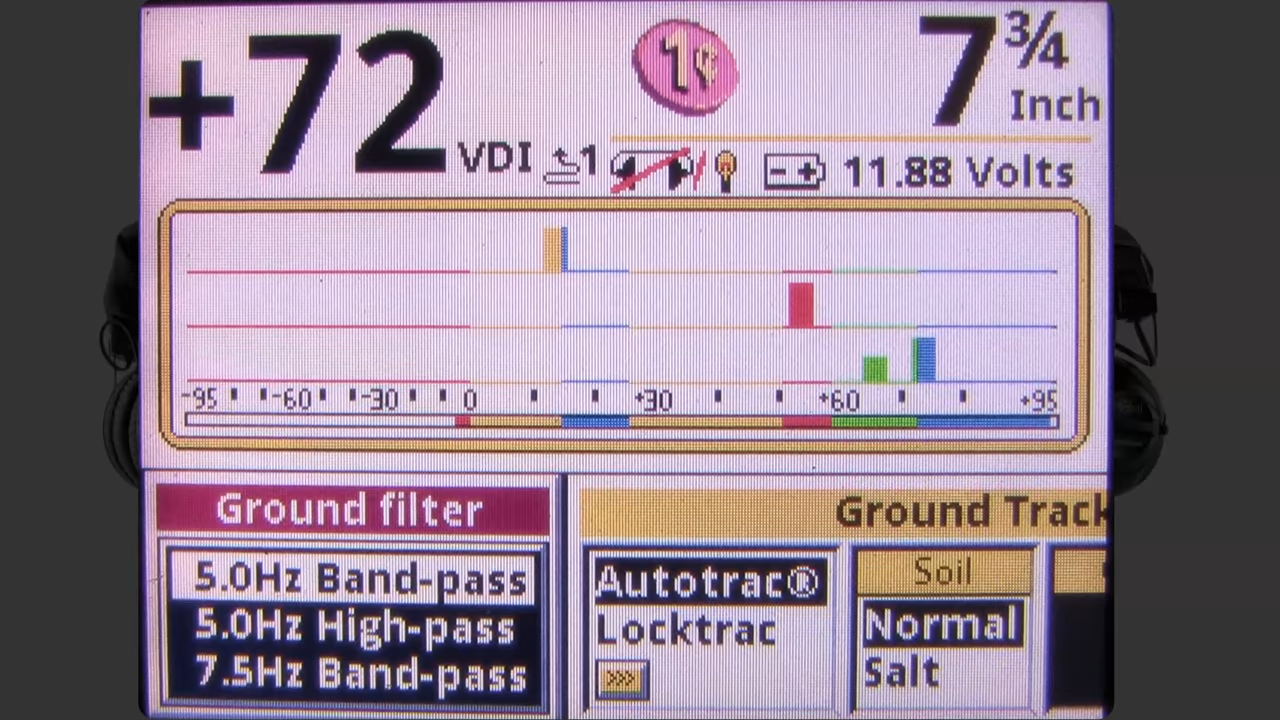 +72 VDI
1
1¢
7 3/4 Inch
11.88 Volts
-95 -60 -30 0 +30 +60 +95
Ground filter
5.0Hz Band-pass
5.0Hz High-pass
7.5Hz Band-pass
Ground Track
Autotrac®
Locktrac
>>>
Soil
Normal
Salt